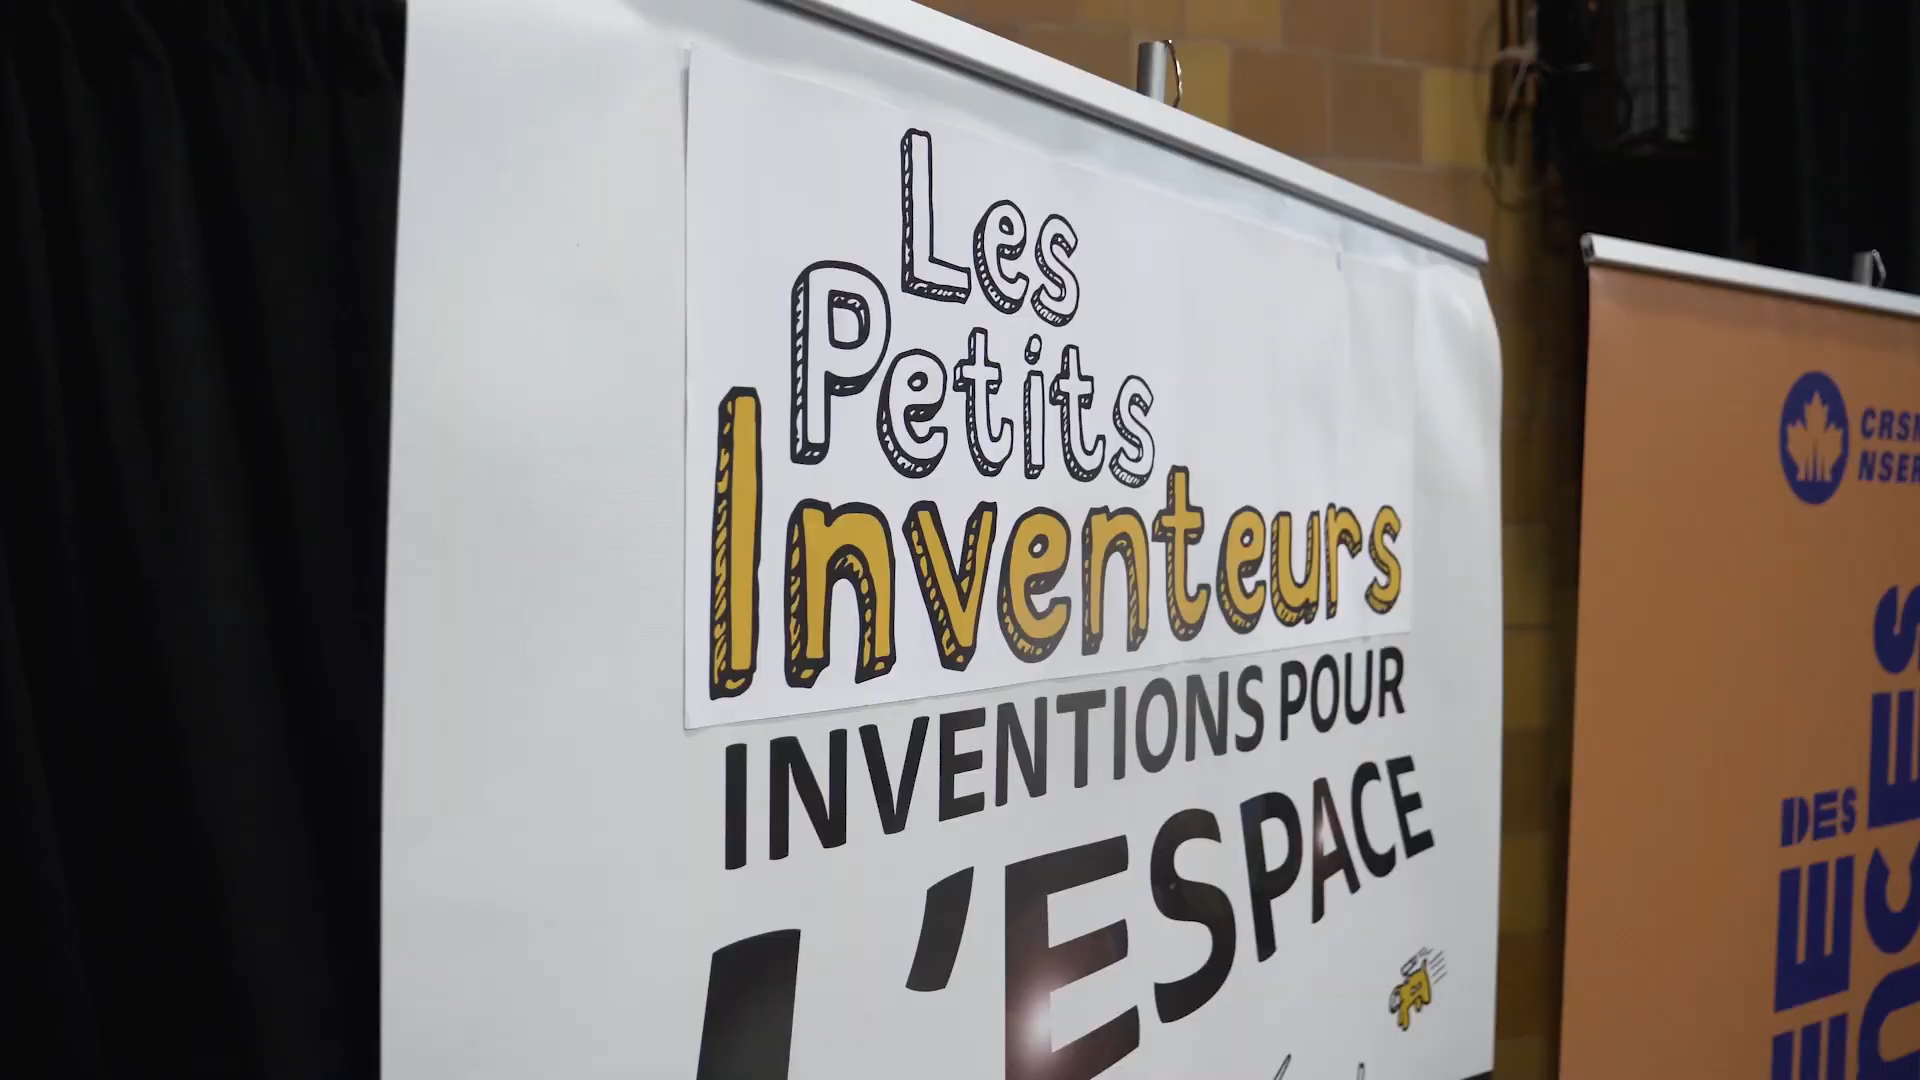 Les
Petits
Inventeurs
INVENTIONS POUR
L'ESPACE
DES